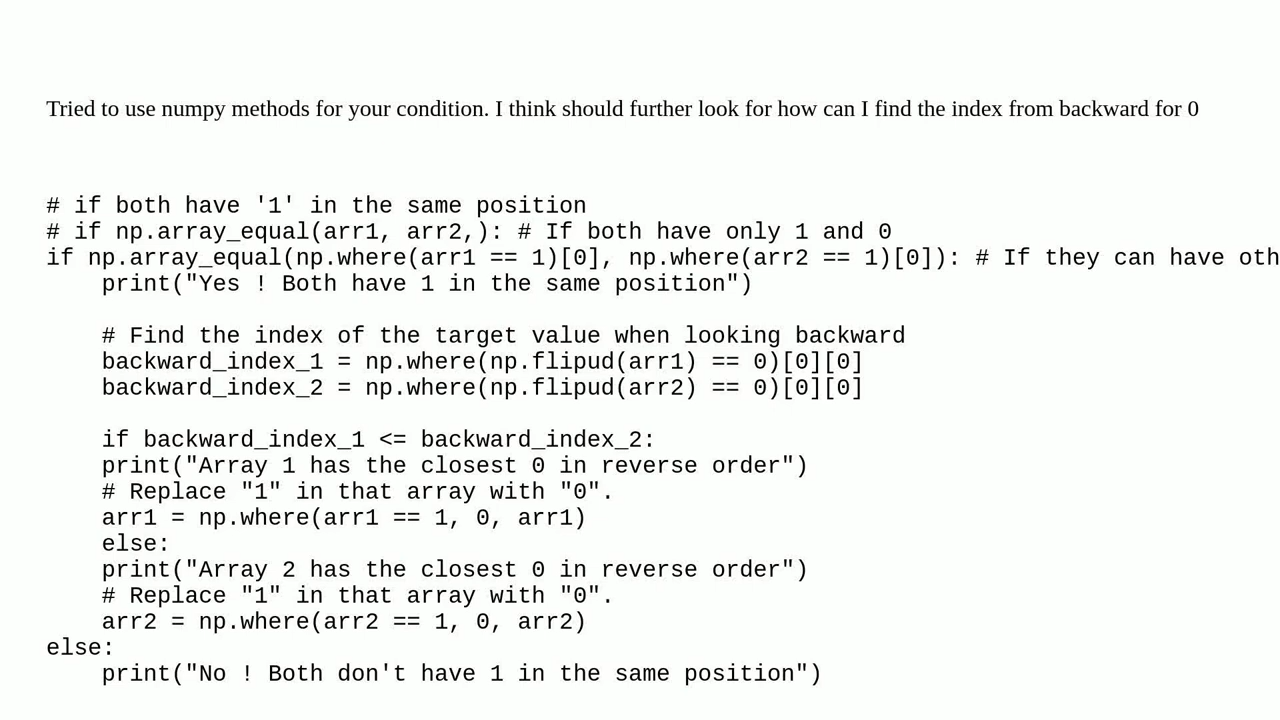 Tried to use numpy methods for your condition. I think should further look for how can I find the index from backward for 0
# if both have '1' in the same position
# if np.array_equal(arr1, arr2,): # If both have only 1 and 0
if np.array_equal(np.where(arr1 == 1)[0], np.where(arr2 == 1)[0]): # If they can have oth
    print("Yes ! Both have 1 in the same position")
    # Find the index of the target value when looking backward
    backward_index_1 = np.where(np.flipud(arr1) == 0)[0][0]
    backward_index_2 = np.where(np.flipud(arr2) == 0)[0][0]
    if backward_index_1 <= backward_index_2:
    print("Array 1 has the closest 0 in reverse order")
    # Replace "1" in that array with "0".
    arr1 = np.where(arr1 == 1, 0, arr1)
    else:
    print("Array 2 has the closest 0 in reverse order")
    # Replace "1" in that array with "0".
    arr2 = np.where(arr2 == 1, 0, arr2)
else:
    print("No ! Both don't have 1 in the same position")